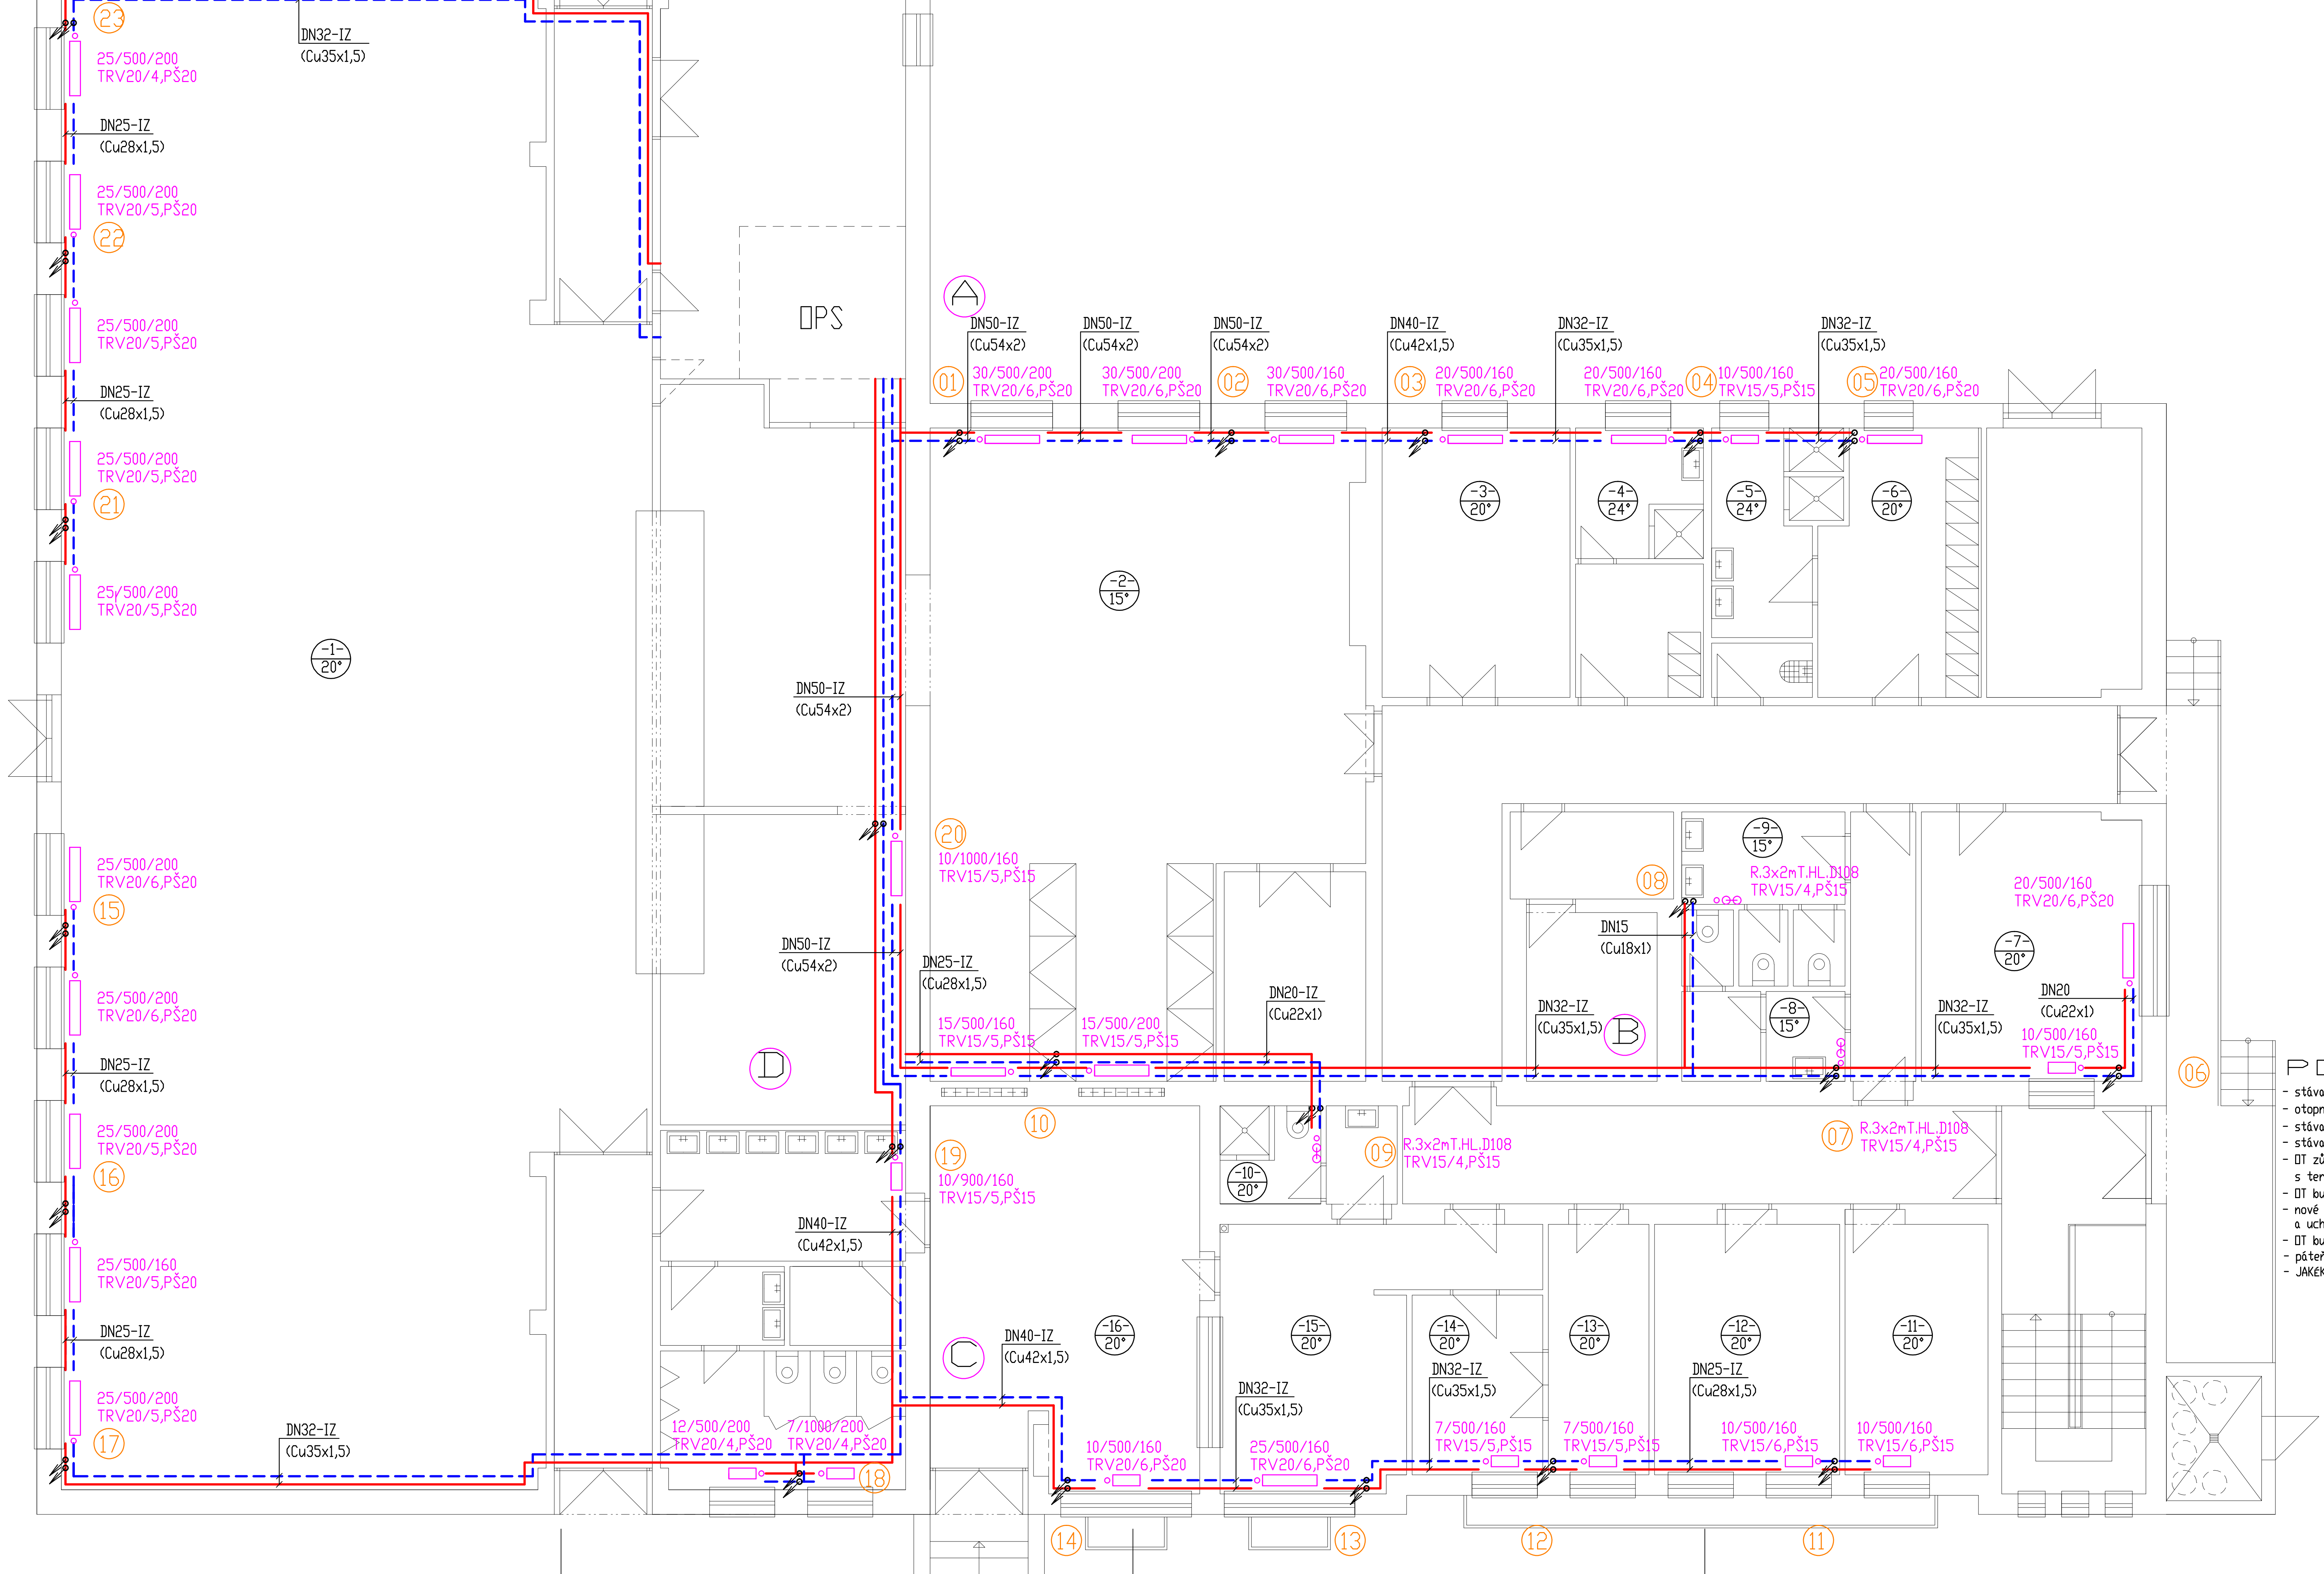 23
DN32-IZ
(Cu35x1,5)
25/500/200
TRV20/4,PŠ20
DN25-IZ
(Cu28x1,5)
25/500/200
TRV20/5,PŠ20
22
25/500/200
TRV20/5,PŠ20
DN25-IZ
(Cu28x1,5)
25/500/200
TRV20/5,PŠ20
21
25/500/200
TRV20/5,PŠ20
-1-
20°
25/500/200
TRV20/6,PŠ20
15
25/500/200
TRV20/6,PŠ20
DN25-IZ
(Cu28x1,5)
25/500/200
TRV20/5,PŠ20
16
25/500/160
TRV20/5,PŠ20
DN25-IZ
(Cu28x1,5)
25/500/200
TRV20/5,PŠ20
17
DN32-IZ
(Cu35x1,5)
OPS
A
DN50-IZ
(Cu54x2)
DN50-IZ
(Cu54x2)
DN50-IZ
(Cu54x2)
DN40-IZ
(Cu42x1,5)
DN32-IZ
(Cu35x1,5)
DN32-IZ
(Cu35x1,5)
01
30/500/200
TRV20/6,PŠ20
30/500/200
TRV20/6,PŠ20
02
30/500/160
TRV20/6,PŠ20
03
20/500/160
TRV20/6,PŠ20
20/500/160
TRV20/6,PŠ20
04
10/500/160
TRV15/5,PŠ15
05
20/500/160
TRV20/6,PŠ20
-3-
20°
-4-
24°
-5-
24°
-6-
20°
-2-
15°
DN50-IZ
(Cu54x2)
20
10/1000/160
TRV15/5,PŠ15
DN50-IZ
(Cu54x2)
DN25-IZ
(Cu28x1,5)
15/500/160
TRV15/5,PŠ15
15/500/200
TRV15/5,PŠ15
DN20-IZ
(Cu22x1)
D
10
-9-
15°
08
R.3x2mT.HL.D108
TRV15/4,PŠ15
DN15
(Cu18x1)
DN32-IZ
(Cu35x1,5)
B
-8-
15°
20/500/160
TRV20/6,PŠ20
-7-
20°
DN32-IZ
(Cu35x1,5)
DN20
(Cu22x1)
10/500/160
TRV15/5,PŠ15
06
19
10/900/160
TRV15/5,PŠ15
-10-
20°
09
R.3x2mT.HL.D108
TRV15/4,PŠ15
07
R.3x2mT.HL.D108
TRV15/4,PŠ15
DN40-IZ
(Cu42x1,5)
C
DN40-IZ
(Cu42x1,5)
-16-
20°
-15-
20°
-14-
20°
-13-
20°
-12-
20°
-11-
20°
DN32-IZ
(Cu35x1,5)
DN32-IZ
(Cu35x1,5)
DN25-IZ
(Cu28x1,5)
12/500/200
TRV20/4,PŠ20
7/1000/200
TRV20/4,PŠ20
18
10/500/160
TRV20/6,PŠ20
25/500/160
TRV20/6,PŠ20
7/500/160
TRV15/5,PŠ15
7/500/160
TRV15/5,PŠ15
10/500/160
TRV15/6,PŠ15
10/500/160
TRV15/6,PŠ15
14
13
12
11
- stáva
- otopn
- stáva
- stáva
- OT zů
s ter
- OT bu
- nové
a uch
- OT bu
- páteř
- JAKÉK